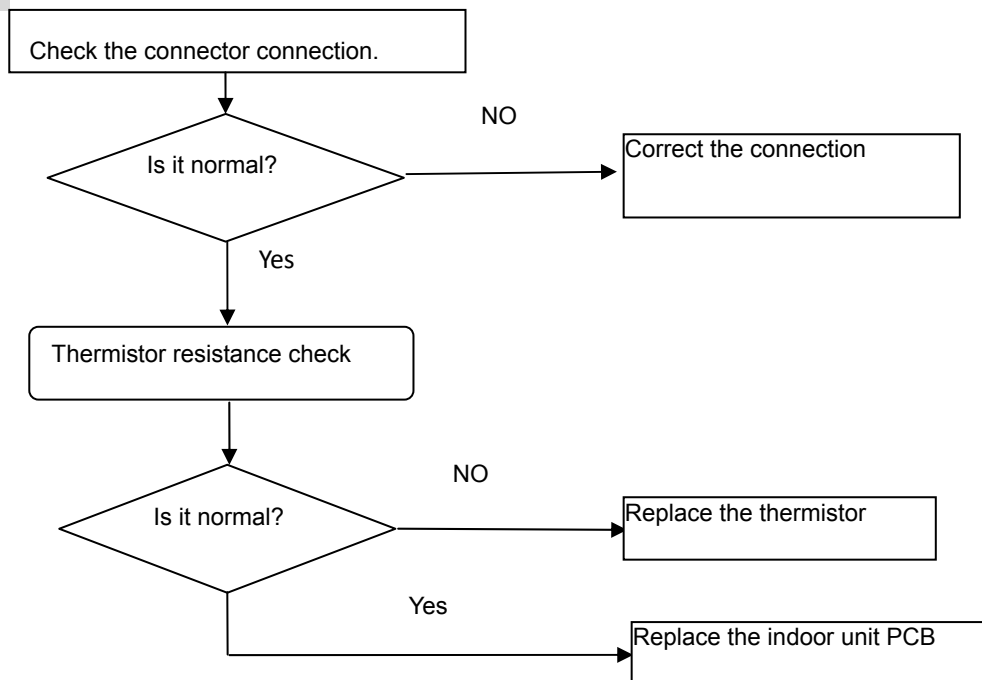 Check the connector connection.
NO
Is it normal?
Correct the connection
Yes
Thermistor resistance check
NO
Is it normal?
Replace the thermistor
Yes
Replace the indoor unit PCB